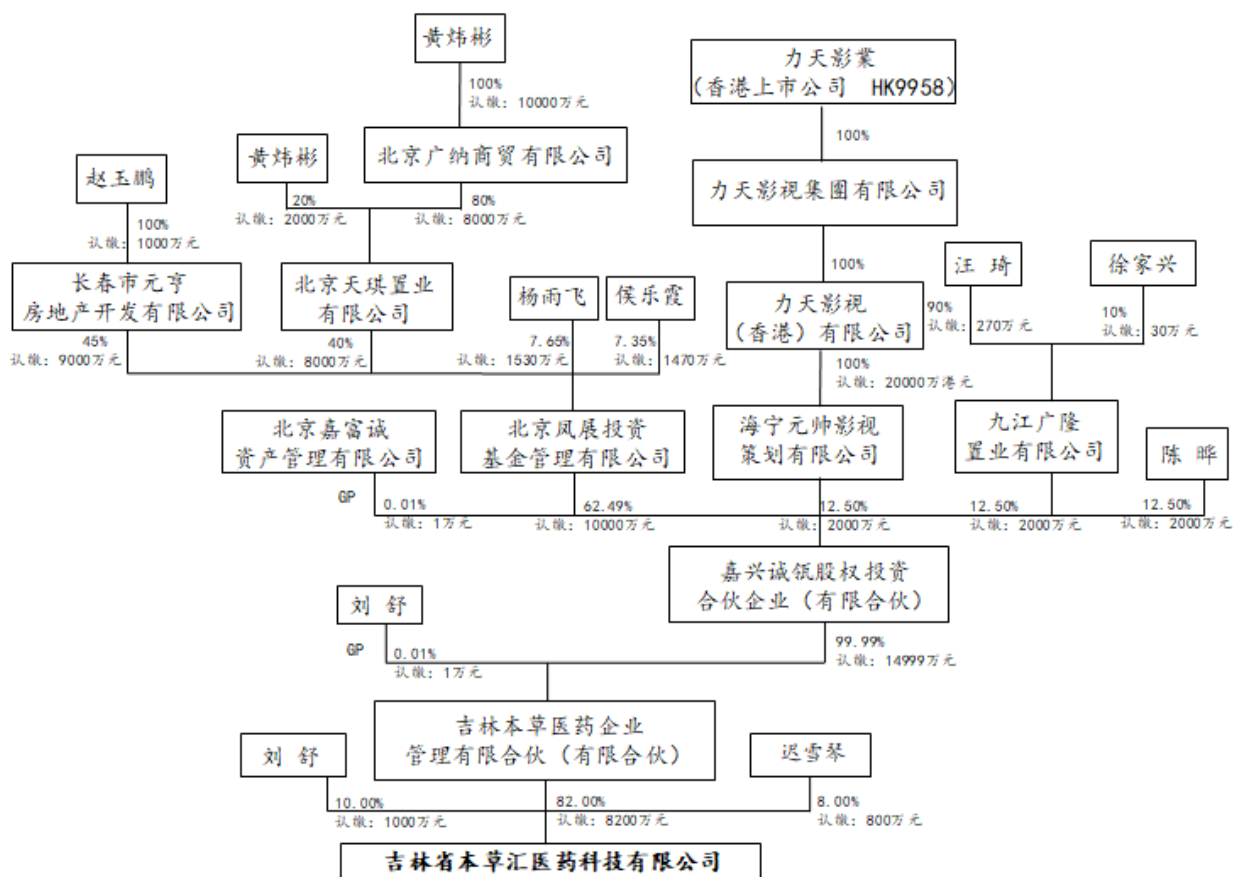 黄炜彬
力天影業
(香港上市公司 HK9958)
100%
认缴: 10000万元
100%
黄炜彬
北京广纳商贸有限公司
赵玉鹏
力天影视集團有限公司
20%
认缴: 2000万元
80%
认缴: 8000万元
100%
认缴: 1000万元
100%
汪 琦
徐家兴
长春市元亨
房地产开发有限公司
北京天琪置业
有限公司
杨雨飞
侯乐霞
力天影视
(香港) 有限公司
90%
认缴: 270万元
10%
认缴: 30万元
45%
认缴: 9000万元
40%
认缴: 8000万元
7.65%
认缴: 1530万元
7.35%
认缴: 1470万元
100%
认缴: 20000万港元
北京嘉富诚
资产管理有限公司
北京凤展投资
基金管理有限公司
海宁元帅影视
策划有限公司
九江广隆
置业有限公司
陈 晔
GP
0.01%
认缴: 1万元
62.49%
认缴: 10000万元
12.50%
认缴: 2000万元
12.50%
认缴: 2000万元
12.50%
认缴: 2000万元
嘉兴诚瓴股权投资
合伙企业 (有限合伙)
刘 舒
GP
0.01%
认缴: 1万元
99.99%
认缴: 14999万元
吉林本草医药企业
管理有限合伙 (有限合伙)
刘 舒
迟雪琴
10.00%
认缴: 1000万元
82.00%
认缴: 8200万元
8.00%
认缴: 800万元
吉林省本草汇医药科技有限公司